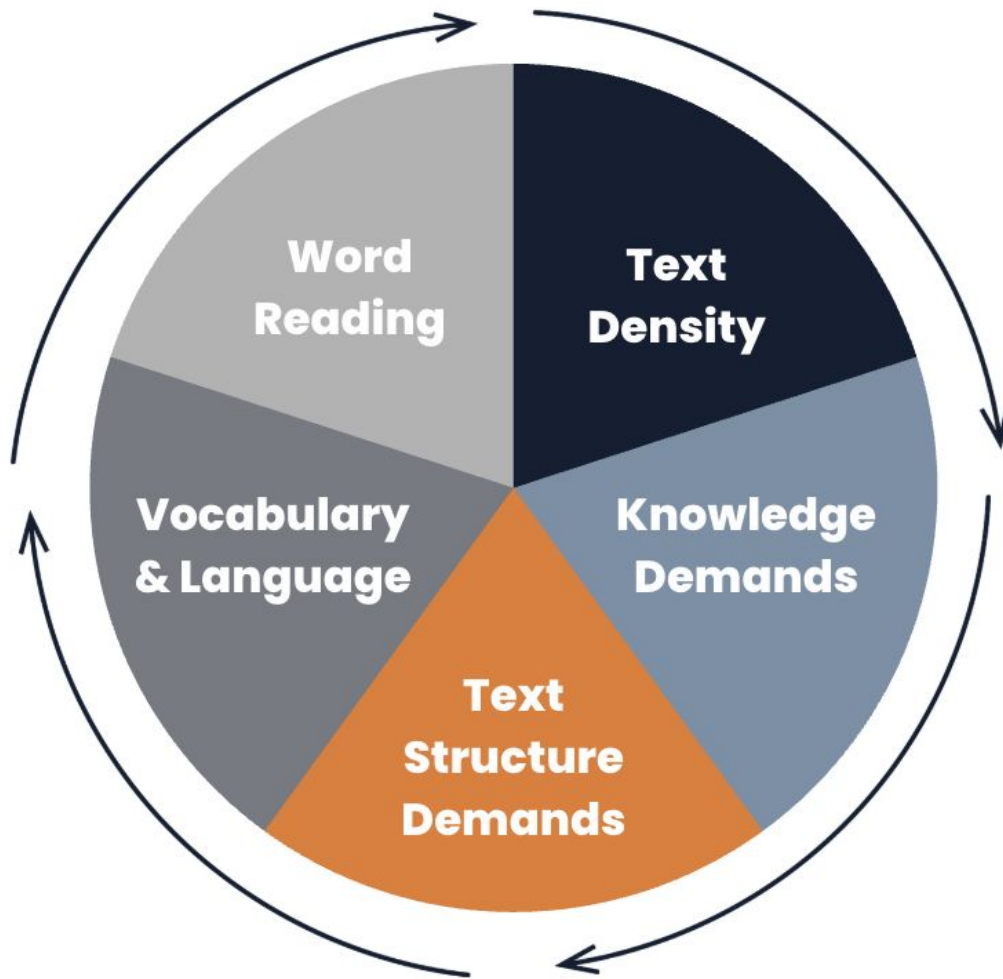 Word
Reading
Text
Density
Knowledge
Demands
Text
Structure
Demands
Vocabulary
& Language